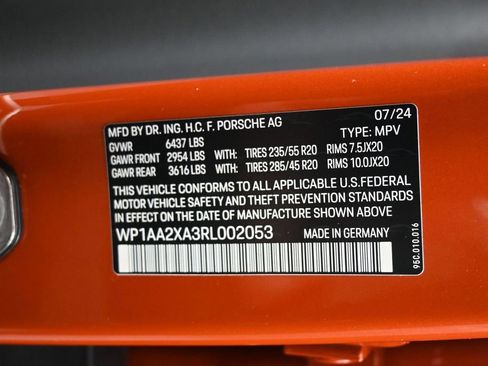 MFD BY DR. ING. H.C. F. PORSCHE AG 07/24
GVWR 6437 LBS TYPE: MPV
GAWR FRONT 2954 LBS WITH: TIRES 235/55 R20 RIMS 7.5JX20
GAWR REAR 3616 LBS WITH: TIRES 285/45 R20 RIMS 10.0JX20
THIS VEHICLE CONFORMS TO ALL APPLICABLE U.S.FEDERAL
MOTOR VEHICLE SAFETY AND THEFT PREVENTION STANDARDS
IN EFFECT ON THE DATE OF MANUFACTURE SHOWN ABOVE
WP1AA2XA3RL002053 MADE IN GERMANY
95C.010.016